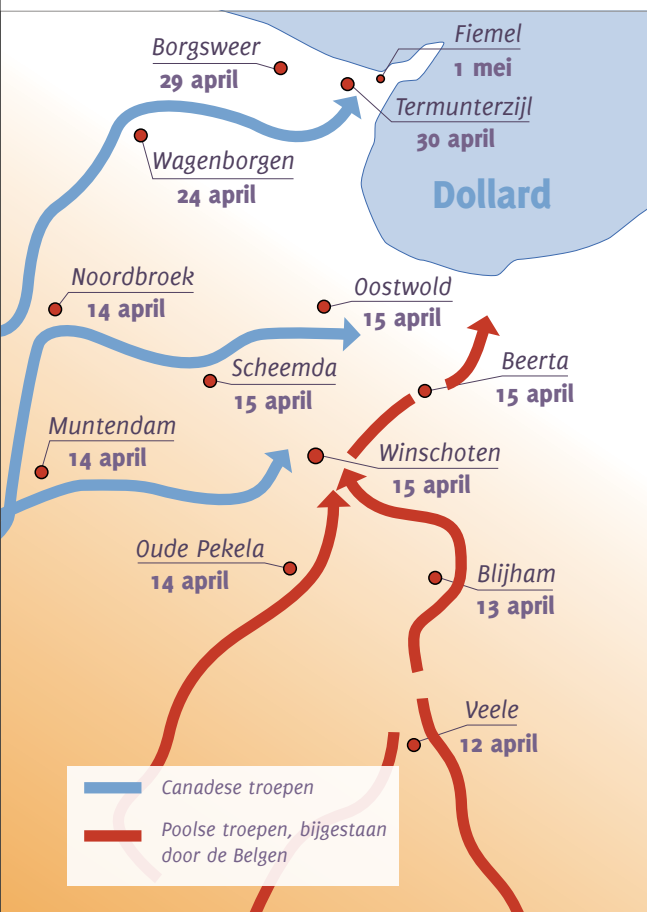 Borgsweer
29 april
Fiemel
1 mei
Termunterzijl
30 april
Wagenborgen
24 april
Dollard
Noordbroek
14 april
Oostwold
15 april
Scheemda
15 april
Beerta
15 april
Muntendam
14 april
Winschoten
15 april
Oude Pekela
14 april
Blijham
13 april
Veele
12 april
Canadese troepen
Poolse troepen, bijgestaan
door de Belgen